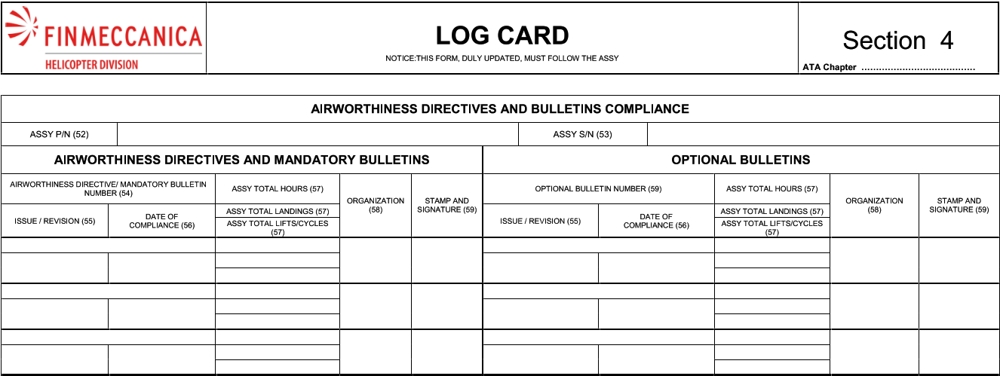 FINMECCANICA
HELICOPTER DIVISION
LOG CARD
NOTICE:THIS FORM, DULY UPDATED, MUST FOLLOW THE ASSY
Section 4
ATA Chapter .......................................
AIRWORTHINESS DIRECTIVES AND BULLETINS COMPLIANCE
ASSY P/N (52)
ASSY S/N (53)
AIRWORTHINESS DIRECTIVES AND MANDATORY BULLETINS
OPTIONAL BULLETINS
AIRWORTHINESS DIRECTIVE/ MANDATORY BULLETIN
NUMBER (54)
ASSY TOTAL HOURS (57)
ORGANIZATION
(58)
STAMP AND
SIGNATURE (59)
ISSUE / REVISION (55)
DATE OF
COMPLIANCE (56)
ASSY TOTAL LANDINGS (57)
ASSY TOTAL LIFTS/CYCLES
(57)
OPTIONAL BULLETIN NUMBER (59)
ASSY TOTAL HOURS (57)
ORGANIZATION
(58)
STAMP AND
SIGNATURE (59)
ISSUE / REVISION (55)
DATE OF
COMPLIANCE (56)
ASSY TOTAL LANDINGS (57)
ASSY TOTAL LIFTS/CYCLES
(57)